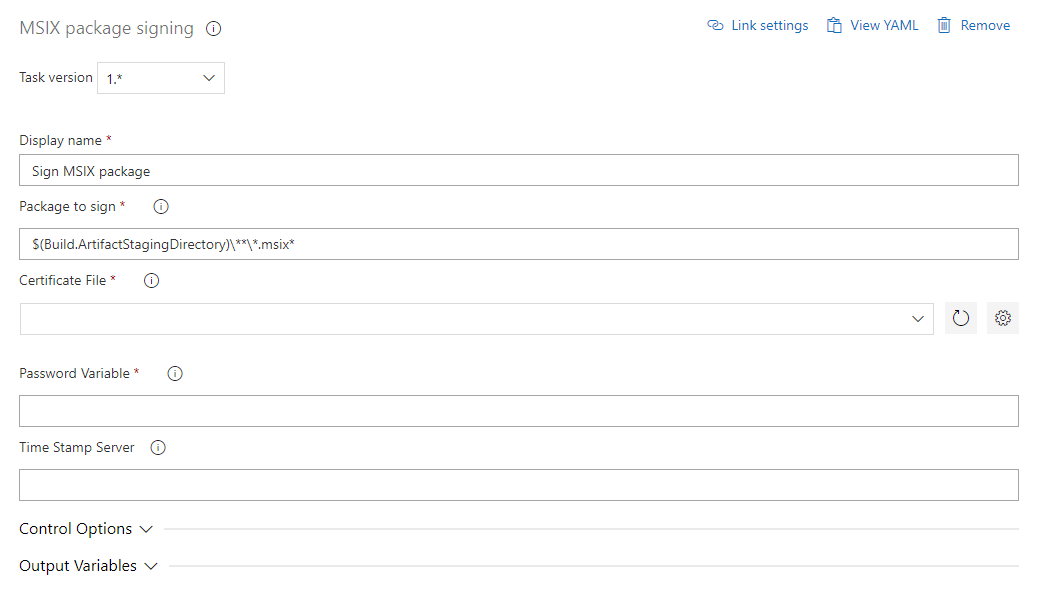 MSIX package signing
Link settings View YAML Remove
Task version 1.*
Display name *
Sign MSIX package
Package to sign *
$(Build.ArtifactStagingDirectory)\**\*.msix*
Certificate File *
Password Variable *
Time Stamp Server
Control Options
Output Variables